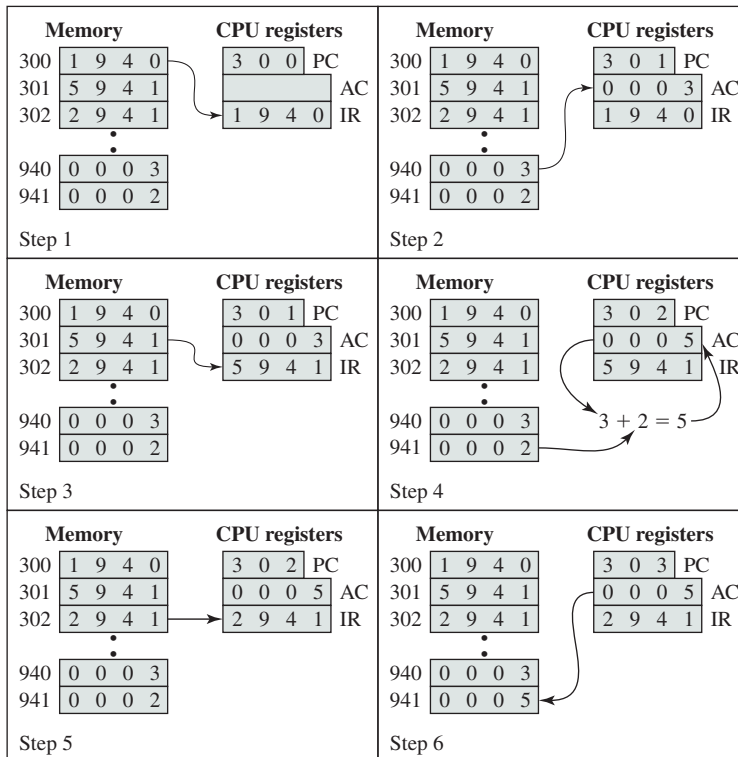 Memory CPU registers
300 1 9 4 0 3 0 0 PC
301 5 9 4 1 AC
302 2 9 4 1 1 9 4 0 IR
940 0 0 0 3
941 0 0 0 2
Step 1
Memory CPU registers
300 1 9 4 0 3 0 1 PC
301 5 9 4 1 0 0 0 3 AC
302 2 9 4 1 1 9 4 0 IR
940 0 0 0 3
941 0 0 0 2
Step 2
Memory CPU registers
300 1 9 4 0 3 0 1 PC
301 5 9 4 1 0 0 0 3 AC
302 2 9 4 1 5 9 4 1 IR
940 0 0 0 3
941 0 0 0 2
Step 3
Memory CPU registers
300 1 9 4 0 3 0 2 PC
301 5 9 4 1 0 0 0 5 AC
302 2 9 4 1 5 9 4 1 IR
940 0 0 0 3 3 + 2 = 5
941 0 0 0 2
Step 4
Memory CPU registers
300 1 9 4 0 3 0 2 PC
301 5 9 4 1 0 0 0 5 AC
302 2 9 4 1 2 9 4 1 IR
940 0 0 0 3
941 0 0 0 2
Step 5
Memory CPU registers
300 1 9 4 0 3 0 3 PC
301 5 9 4 1 0 0 0 5 AC
302 2 9 4 1 2 9 4 1 IR
940 0 0 0 3
941 0 0 0 5
Step 6